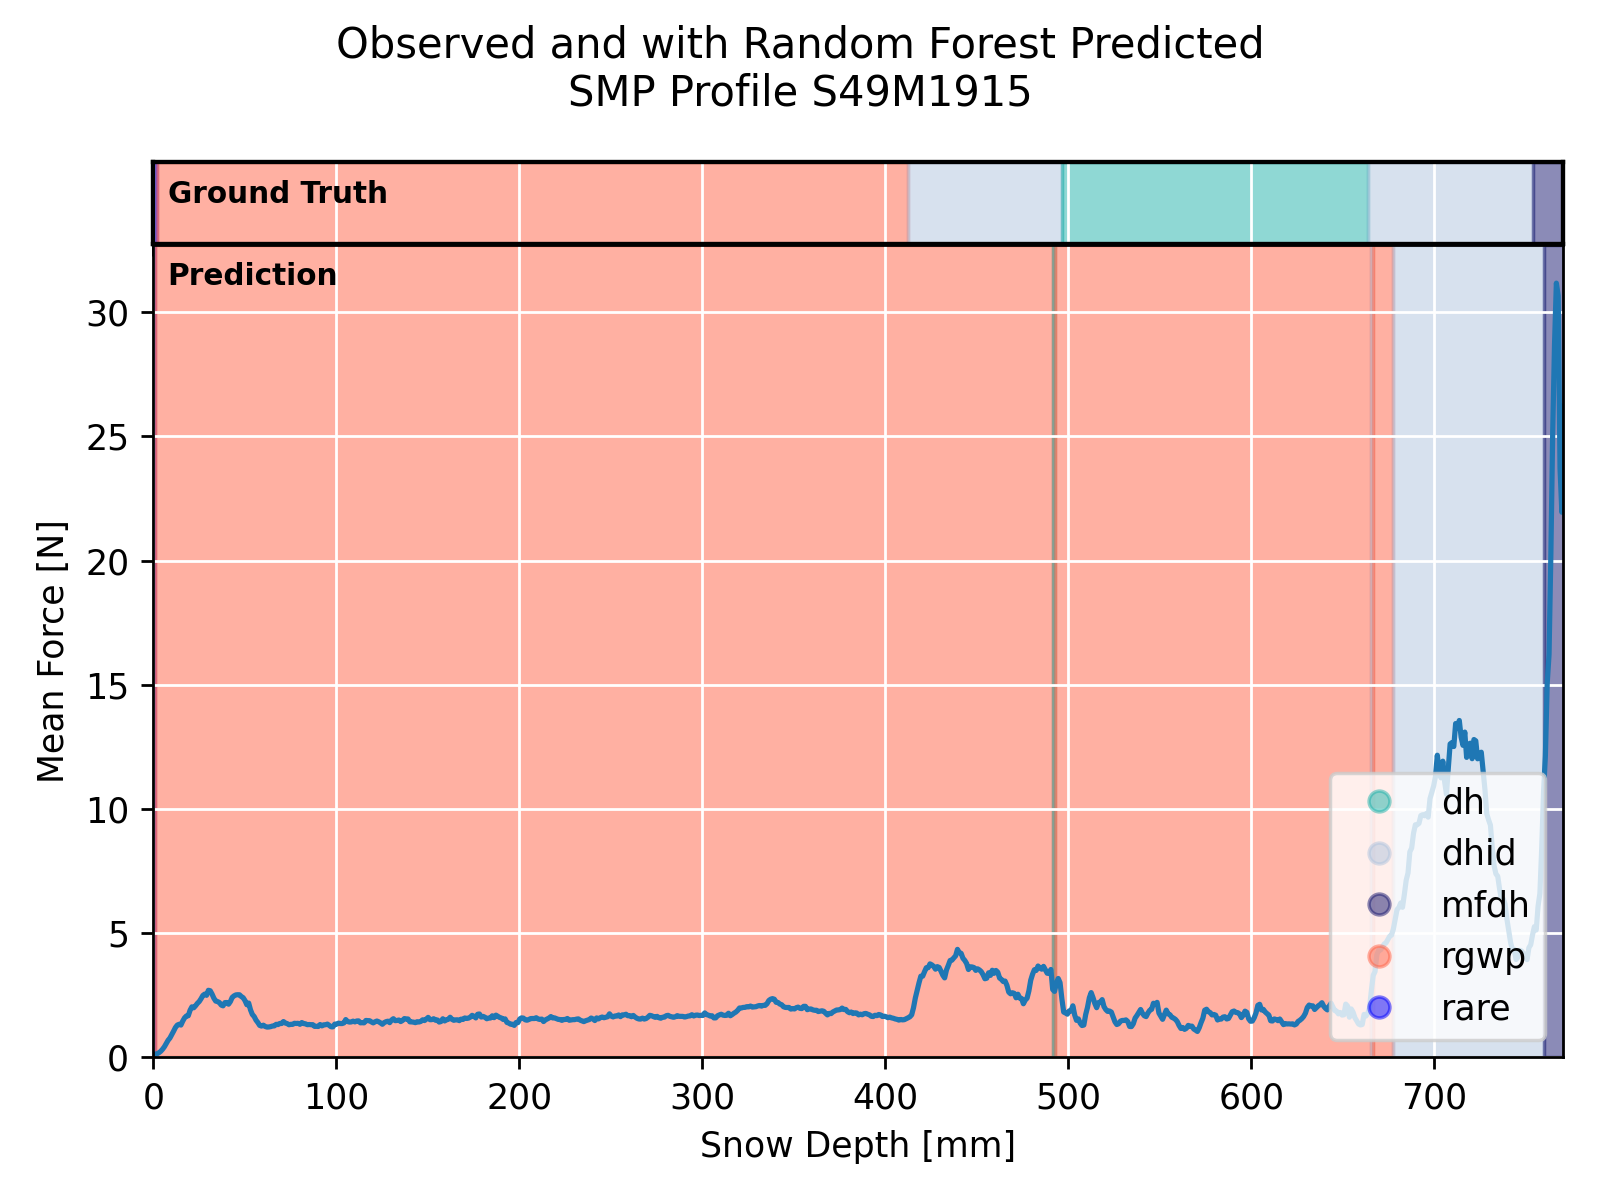 Observed and with Random Forest Predicted
SMP Profile S49M1915
Ground Truth
Prediction
30
25
20
15
10
5
0
Mean Force [N]
dh
dhid
mfdh
rgwp
rare
0 100 200 300 400 500 600 700
Snow Depth [mm]